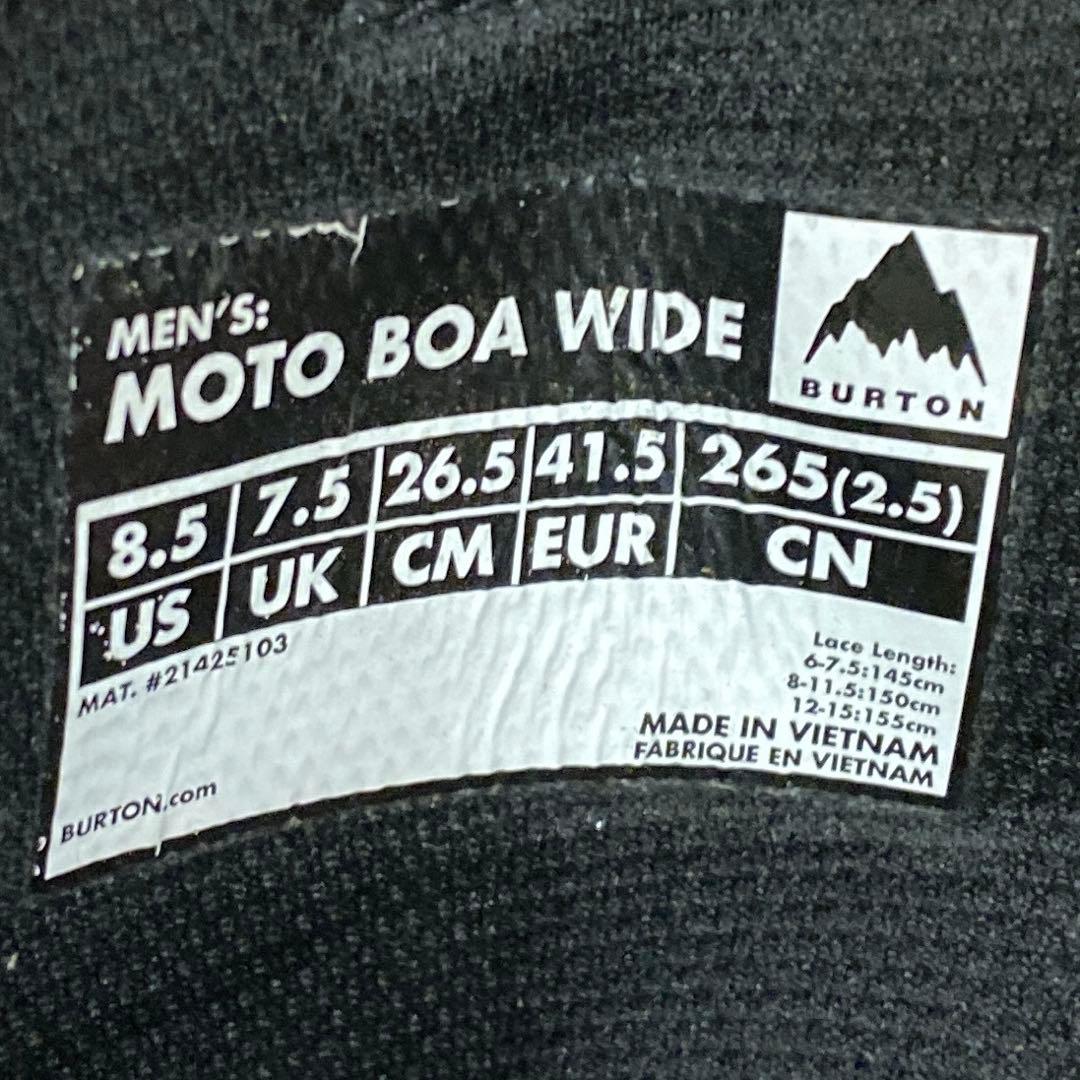 MEN'S:
MOTO BOA WIDE
BURTON
8.5 7.5 26.5 41.5 265(2.5)
US UK CM EUR CN
MAT. #21425103
Lace Length:
6-7.5:145cm
8-11.5:150cm
12-15:155cm
MADE IN VIETNAM
FABRIQUE EN VIETNAM
BURTON.com